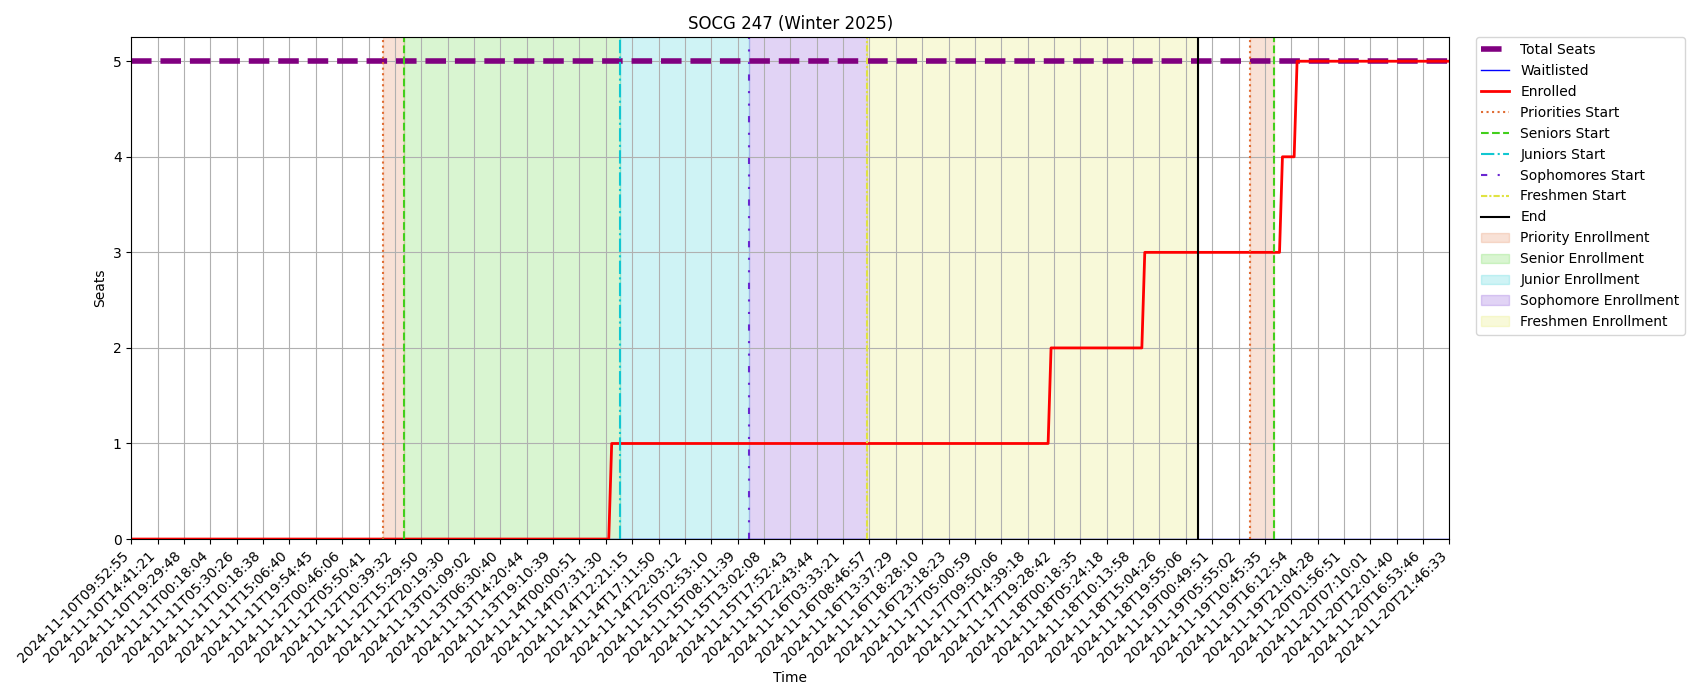 SOCG 247 (Winter 2025)
Seats
5
4
3
2
1
0
2024-11-10T09:52:55
2024-11-10T14:41:21
2024-11-10T19:29:48
2024-11-11T00:18:04
2024-11-11T05:30:26
2024-11-11T10:18:38
2024-11-11T15:06:40
2024-11-11T19:54:45
2024-11-12T00:46:06
2024-11-12T05:50:41
2024-11-12T10:39:32
2024-11-12T15:29:50
2024-11-12T20:19:30
2024-11-13T01:09:02
2024-11-13T06:30:40
2024-11-13T14:20:44
2024-11-13T19:10:39
2024-11-14T00:00:51
2024-11-14T07:31:30
2024-11-14T12:21:15
2024-11-14T17:11:50
2024-11-14T22:03:12
2024-11-15T02:53:10
2024-11-15T08:11:39
2024-11-15T13:02:08
2024-11-15T17:52:43
2024-11-15T22:43:44
2024-11-16T03:33:21
2024-11-16T08:46:57
2024-11-16T13:37:29
2024-11-16T18:28:10
2024-11-16T23:18:23
2024-11-17T05:00:59
2024-11-17T09:50:06
2024-11-17T14:39:18
2024-11-17T19:28:42
2024-11-18T00:18:35
2024-11-18T05:24:18
2024-11-18T10:13:58
2024-11-18T15:04:26
2024-11-18T19:55:06
2024-11-19T00:49:51
2024-11-19T05:55:02
2024-11-19T10:45:35
2024-11-19T16:12:54
2024-11-19T21:04:28
2024-11-20T01:56:51
2024-11-20T07:10:01
2024-11-20T12:01:40
2024-11-20T16:53:46
2024-11-20T21:46:33
Time
Total Seats
Waitlisted
Enrolled
Priorities Start
Seniors Start
Juniors Start
Sophomores Start
Freshmen Start
End
Priority Enrollment
Senior Enrollment
Junior Enrollment
Sophomore Enrollment
Freshmen Enrollment